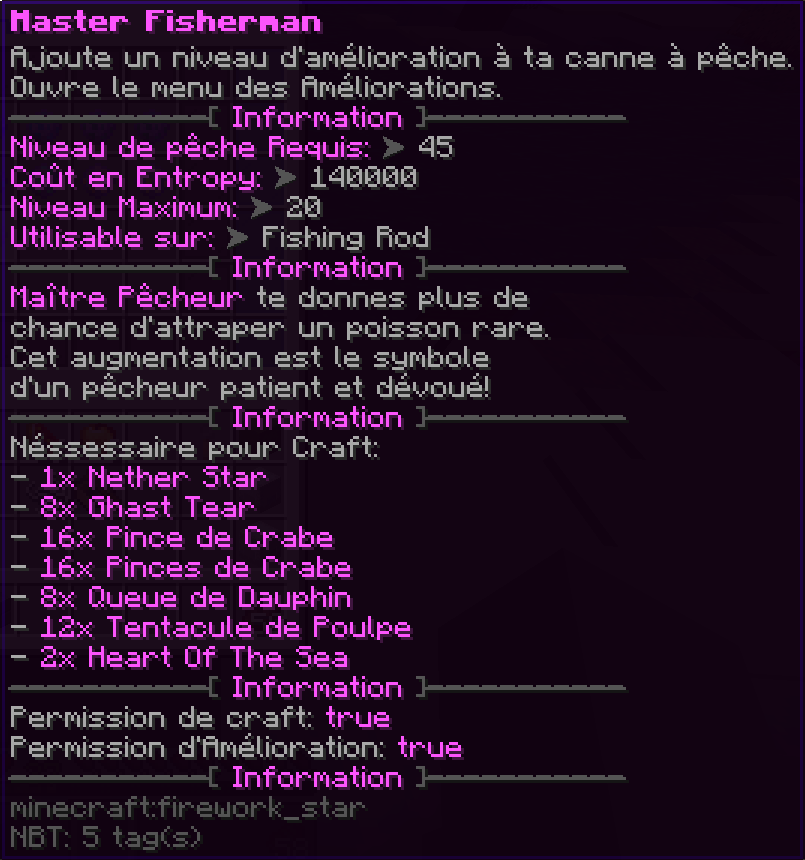 Master Fisherman
Ajoute un niveau d'amélioration à ta canne à pêche.
Ouvre le menu des Améliorations.
[ Information ]
Niveau de pêche Requis: ➤ 45
Coût en Entropy: ➤ 140000
Niveau Maximum: ➤ 20
Utilisable sur: ➤ Fishing Rod
[ Information ]
Maître Pêcheur te donnes plus de
chance d'attraper un poisson rare.
Cet augmentation est le symbole
d'un pêcheur patient et dévoué!
[ Information ]
Néssessaire pour Craft:
- 1x Nether Star
- 8x Ghast Tear
- 16x Pince de Crabe
- 16x Pinces de Crabe
- 8x Queue de Dauphin
- 12x Tentacule de Poulpe
- 2x Heart Of The Sea
[ Information ]
Permission de craft: true
Permission d'Amélioration: true
[ Information ]
minecraft:firework_star
NBT: 5 tag(s)